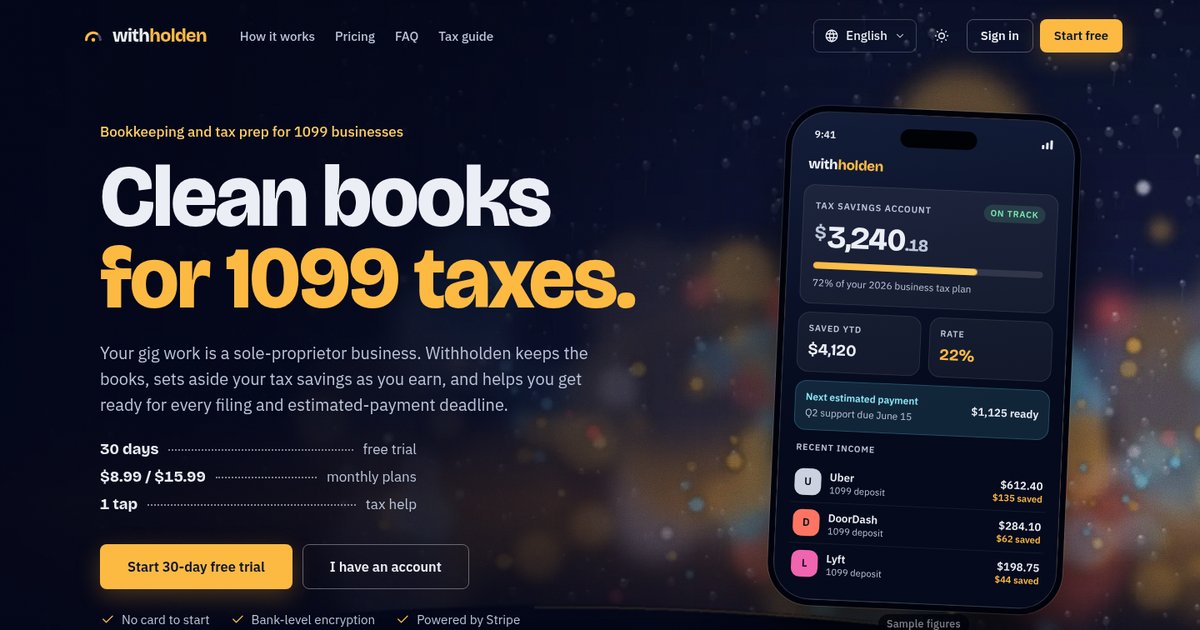 withholden
How it works
Pricing
FAQ
Tax guide
English
Sign in
Start free
Bookkeeping and tax prep for 1099 businesses
Clean books
for 1099 taxes.
Your gig work is a sole-proprietor business. Withholden keeps the
books, sets aside your tax savings as you earn, and helps you get
ready for every filing and estimated-payment deadline.
30 days free trial
$8.99 / $15.99 monthly plans
1 tap tax help
Start 30-day free trial
I have an account
No card to start
Bank-level encryption
Powered by Stripe
9:41
withholden
TAX SAVINGS ACCOUNT
ON TRACK
$3,240.18
72% of your 2026 business tax plan
SAVED YTD
$4,120
RATE
22%
Next estimated payment
Q2 support due June 15
$1,125 ready
RECENT INCOME
U
Uber
1099 deposit
$612.40
$135 saved
D
DoorDash
1099 deposit
$284.10
$62 saved
L
Lyft
1099 deposit
$198.75
$44 saved
Sample figures